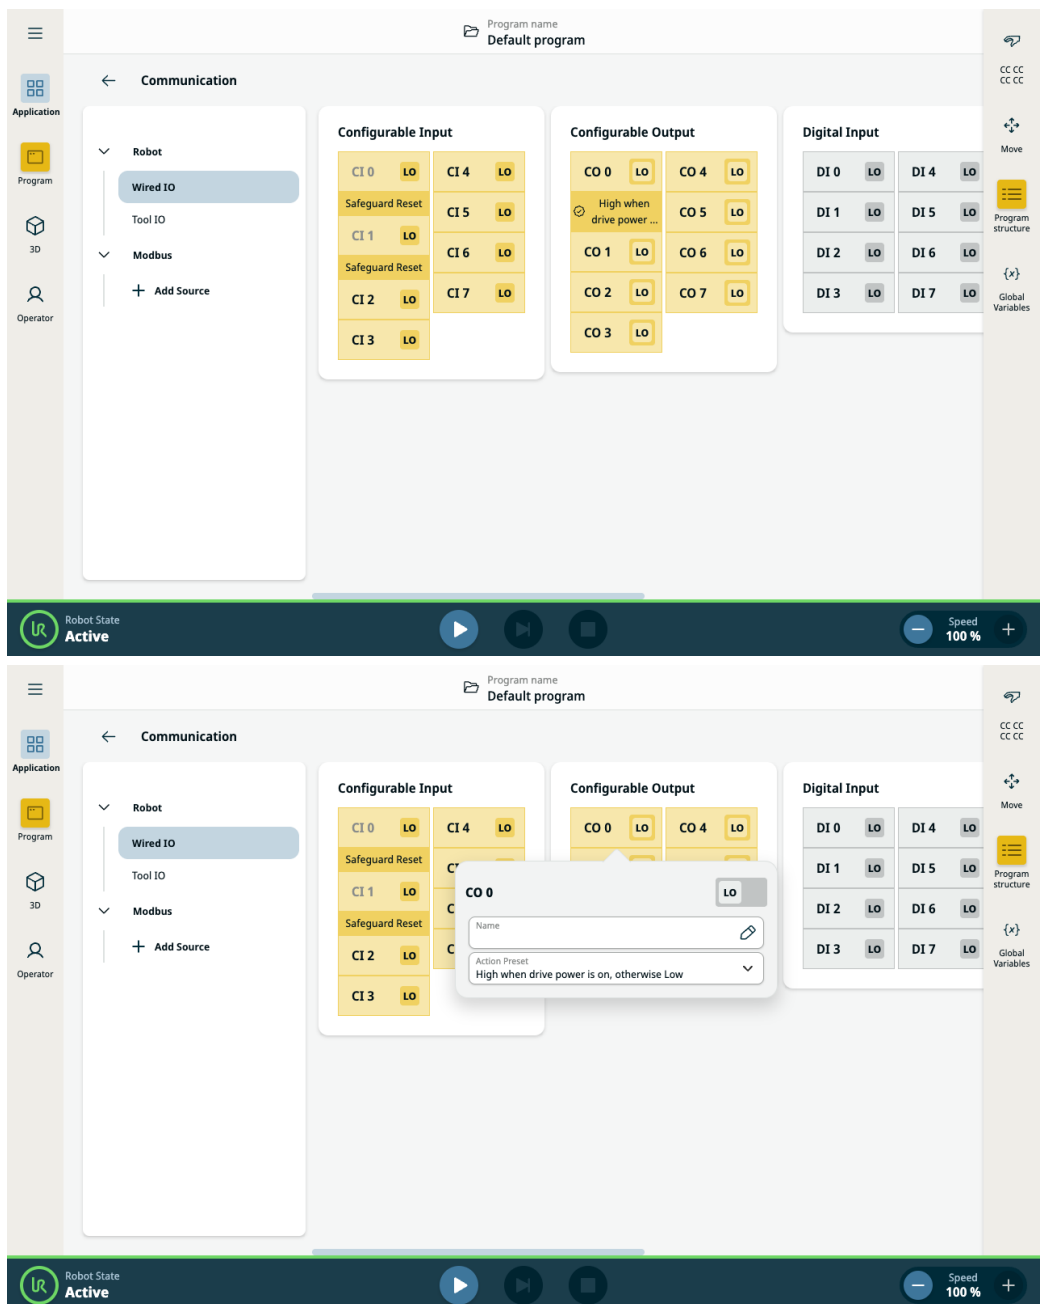 Program name
Default program
Application
Program
3D
Operator
Communication
Robot
Wired IO
Tool IO
Modbus
Add Source
Configurable Input
CI 0 LO CI 4 LO
Safeguard Reset
CI 5 LO
CI 1 LO
CI 6 LO
Safeguard Reset
CI 2 LO CI 7 LO
CI 3 LO
Configurable Output
CO 0 LO CO 4 LO
High when
drive power ...
CO 5 LO
CO 1 LO CO 6 LO
CO 2 LO CO 7 LO
CO 3 LO
Digital Input
DI 0 LO DI 4 LO
DI 1 LO DI 5 LO
DI 2 LO DI 6 LO
DI 3 LO DI 7 LO
CC CC
CC CC
Move
Program
structure
{x}
Global
Variables
UR
Robot State
Active
Speed
100 %
Program name
Default program
Application
Program
3D
Operator
Communication
Robot
Wired IO
Tool IO
Modbus
Add Source
Configurable Input
CI 0 LO CI 4 LO
Safeguard Reset
CI 1 LO
Safeguard Reset
CI 2 LO
CI 3 LO
Configurable Output
CO 0 LO CO 4 LO
CO 0 LO
Name
Action Preset
High when drive power is on, otherwise Low
Digital Input
DI 0 LO DI 4 LO
DI 1 LO DI 5 LO
DI 2 LO DI 6 LO
DI 3 LO DI 7 LO
CC CC
CC CC
Move
Program
structure
{x}
Global
Variables
UR
Robot State
Active
Speed
100 %